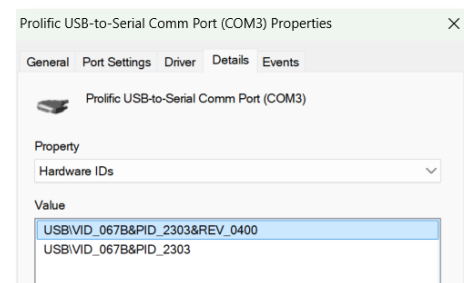 Prolific USB-to-Serial Comm Port (COM3) Properties
General Port Settings Driver Details Events
Prolific USB-to-Serial Comm Port (COM3)
Property
Hardware IDs
Value
USB\VID_067B&PID_2303&REV_0400
USB\VID_067B&PID_2303